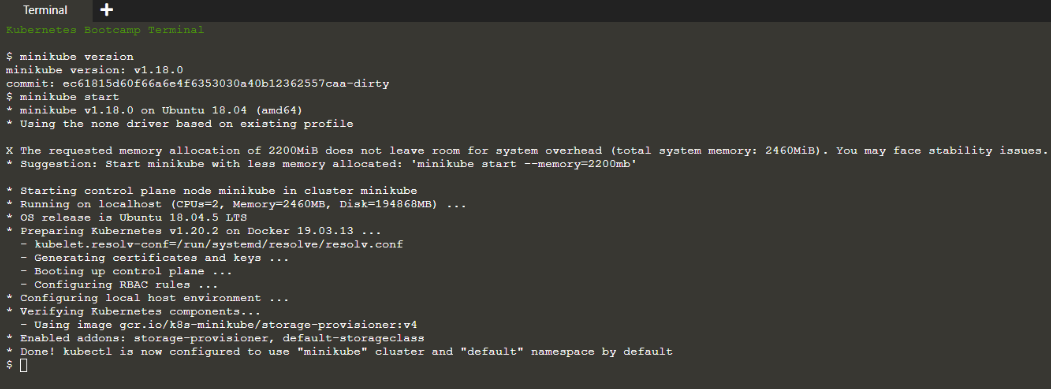 Terminal +
Kubernetes Bootcamp Terminal
$ minikube version
minikube version: v1.18.0
commit: ec61815d60f66a6e4f6353030a40b12362557caa-dirty
$ minikube start
* minikube v1.18.0 on Ubuntu 18.04 (amd64)
* Using the none driver based on existing profile
X The requested memory allocation of 2200MiB does not leave room for system overhead (total system memory: 2460MiB). You may face stability issues.
* Suggestion: Start minikube with less memory allocated: 'minikube start --memory=2200mb'
* Starting control plane node minikube in cluster minikube
* Running on localhost (CPUs=2, Memory=2460MB, Disk=194868MB) ...
* OS release is Ubuntu 18.04.5 LTS
* Preparing Kubernetes v1.20.2 on Docker 19.03.13 ...
  - kubelet.resolv-conf=/run/systemd/resolve/resolv.conf
  - Generating certificates and keys ...
  - Booting up control plane ...
  - Configuring RBAC rules ...
* Configuring local host environment ...
* Verifying Kubernetes components...
  - Using image gcr.io/k8s-minikube/storage-provisioner:v4
* Enabled addons: storage-provisioner, default-storageclass
* Done! kubectl is now configured to use "minikube" cluster and "default" namespace by default
$